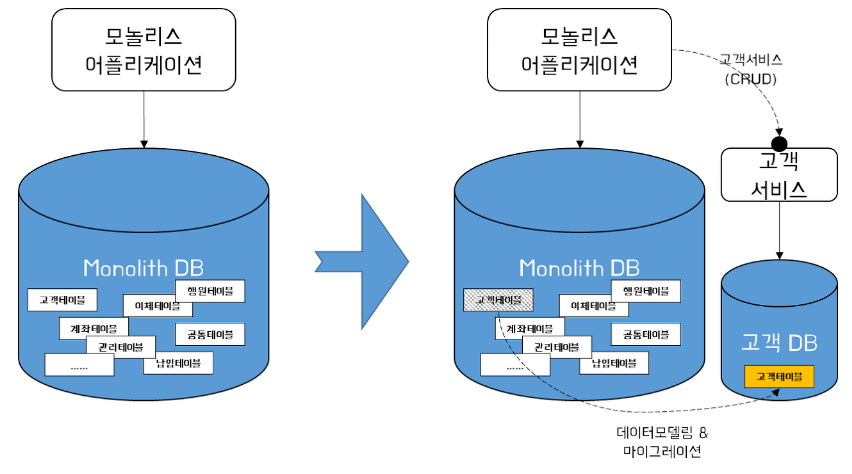 모놀리스
어플리케이션
Monolith DB
고객테이블
이체테이블
행원테이블
계좌테이블
공통테이블
관리테이블
......
납입테이블
모놀리스
어플리케이션
고객서비스
(CRUD)
고객
서비스
Monolith DB
고객테이블
이체테이블
행원테이블
계좌테이블
공통테이블
관리테이블
......
납입테이블
고객 DB
고객테이블
데이터모델링 &
마이그레이션